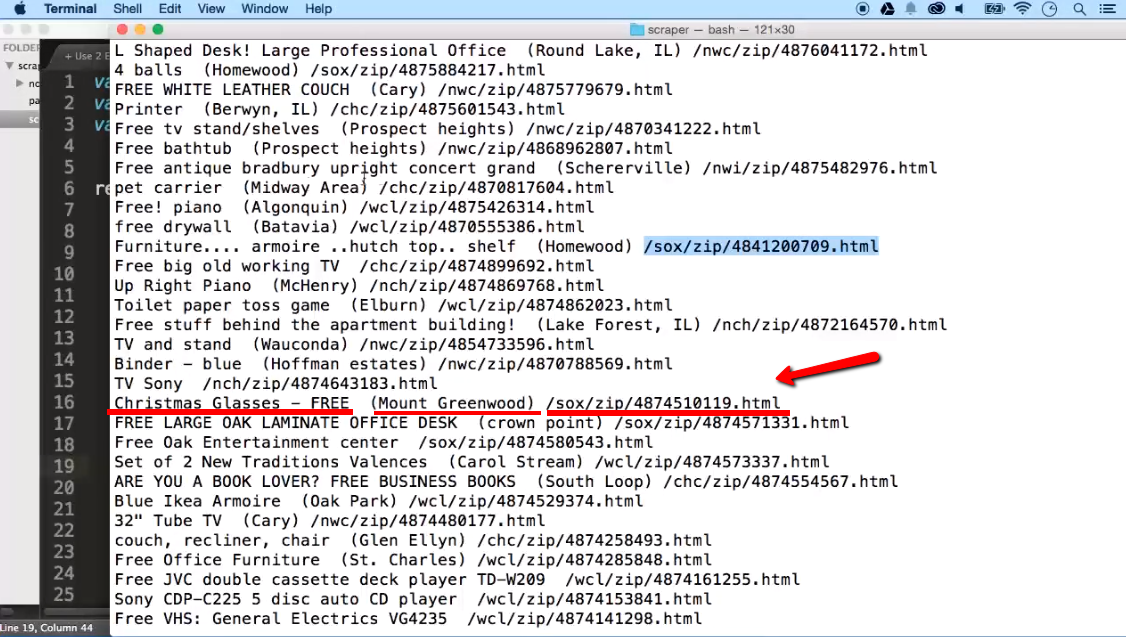 Terminal Shell Edit View Window Help
scraper — bash — 121×30
FOLDER
+ Use 2
L Shaped Desk! Large Professional Office  (Round Lake, IL) /nwc/zip/4876041172.html
4 balls  (Homewood) /sox/zip/4875884217.html
FREE WHITE LEATHER COUCH  (Cary) /nwc/zip/4875779679.html
Printer  (Berwyn, IL) /chc/zip/4875601543.html
Free tv stand/shelves  (Prospect heights) /nwc/zip/4870341222.html
Free bathtub  (Prospect heights) /nwc/zip/4868962807.html
Free antique bradbury upright concert grand  (Schererville) /nwi/zip/4875482976.html
pet carrier  (Midway Area) /chc/zip/4870817604.html
Free! piano  (Algonquin) /wcl/zip/4875426314.html
free drywall  (Batavia) /wcl/zip/4870555386.html
Furniture.... armoire ..hutch top.. shelf  (Homewood) /sox/zip/4841200709.html
Free big old working TV  /chc/zip/4874899692.html
Up Right Piano  (McHenry) /nch/zip/4874869768.html
Toilet paper toss game  (Elburn) /wcl/zip/4874862023.html
Free stuff behind the apartment building!  (Lake Forest, IL) /nch/zip/4872164570.html
TV and stand  (Wauconda) /nwc/zip/4854733596.html
Binder - blue  (Hoffman estates) /nwc/zip/4870788569.html
TV Sony  /nch/zip/4874643183.html
Christmas Glasses - FREE  (Mount Greenwood) /sox/zip/4874510119.html
FREE LARGE OAK LAMINATE OFFICE DESK  (crown point) /sox/zip/4874571331.html
Free Oak Entertainment center  /sox/zip/4874580543.html
Set of 2 New Traditions Valences  (Carol Stream) /wcl/zip/4874573337.html
ARE YOU A BOOK LOVER? FREE BUSINESS BOOKS  (South Loop) /chc/zip/4874554567.html
Blue Ikea Armoire  (Oak Park) /wcl/zip/4874529374.html
32" Tube TV  (Cary) /nwc/zip/4874480177.html
couch, recliner, chair  (Glen Ellyn) /chc/zip/4874258493.html
Free Office Furniture  (St. Charles) /wcl/zip/4874285848.html
Free JVC double cassette deck player TD-W209  /wcl/zip/4874161255.html
Sony CDP-C225 5 disc auto CD player  /wcl/zip/4874153841.html
Free VHS: General Electrics VG4235  /wcl/zip/4874141298.html
scrap
no
pa
sc
1 va
2 va
3 va
4
5
6 re
7
8
9
10
11
12
13
14
15
16
17
18
19
20
21
22
23
24
25
Line 19, Column 44